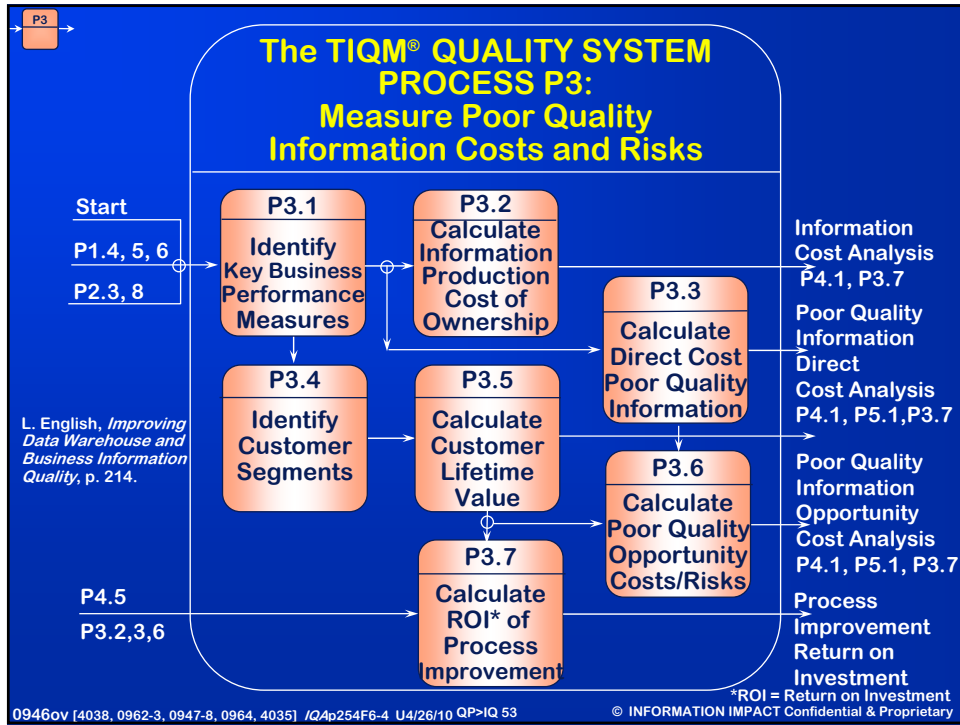 P3
The TIQM® QUALITY SYSTEM
PROCESS P3:
Measure Poor Quality
Information Costs and Risks
Start
P1.4, 5, 6
P2.3, 8
P3.1
Identify
Key Business
Performance
Measures
P3.2
Calculate
Information
Production
Cost of
Ownership
Information
Cost Analysis
P4.1, P3.7
P3.3
Calculate
Direct Cost
Poor Quality
Information
Poor Quality
Information
Direct
Cost Analysis
P4.1, P5.1,P3.7
L. English, Improving
Data Warehouse and
Business Information
Quality, p. 214.
P3.4
Identify
Customer
Segments
P3.5
Calculate
Customer
Lifetime
Value
P3.6
Calculate
Poor Quality
Opportunity
Costs/Risks
Poor Quality
Information
Opportunity
Cost Analysis
P4.1, P5.1, P3.7
P4.5
P3.2,3,6
P3.7
Calculate
ROI* of
Process
Improvement
Process
Improvement
Return on
Investment
*ROI = Return on Investment
0946ov [4038, 0962-3, 0947-8, 0964, 4035] IQAp254F6-4 U4/26/10 QP>IQ 53
© INFORMATION IMPACT Confidential & Proprietary